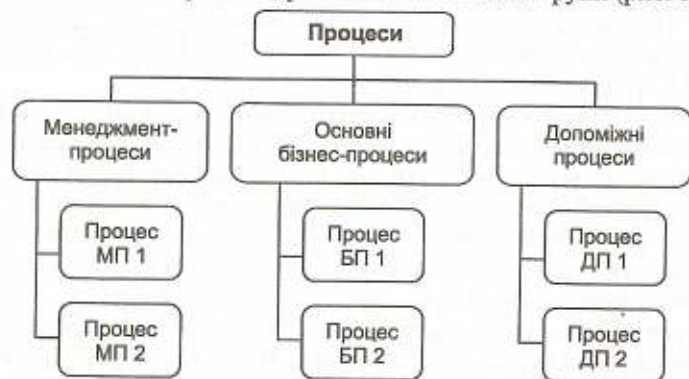 Процеси
Менеджмент-
процеси
Основні
бізнес-процеси
Допоміжні
процеси
Процес
МП 1
Процес
БП 1
Процес
ДП 1
Процес
МП 2
Процес
БП 2
Процес
ДП 2